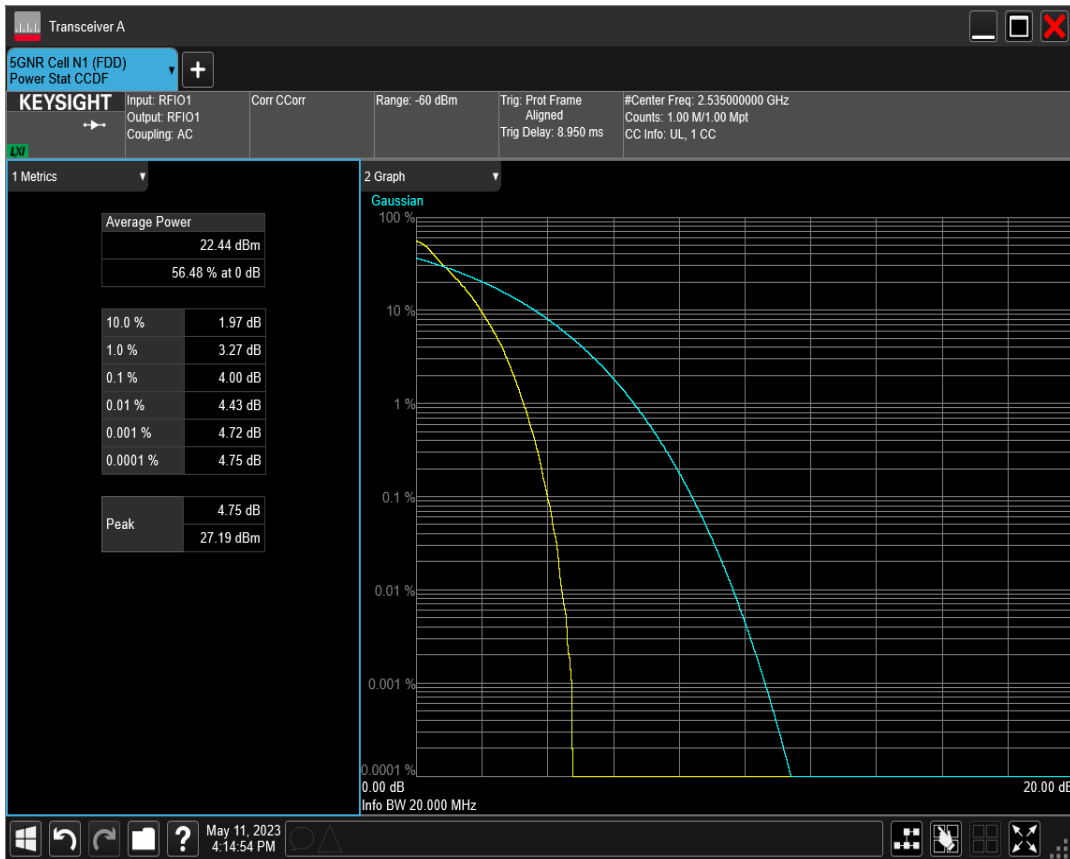 Transceiver A
5GNR Cell N1 (FDD)
Power Stat CCDF
+
KEYSIGHT
LXI
Input: RFIO1
Output: RFIO1
Coupling: AC
Corr CCorr
Range: -60 dBm
Trig: Prot Frame
Aligned
Trig Delay: 8.950 ms
#Center Freq: 2.535000000 GHz
Counts: 1.00 M/1.00 Mpt
CC Info: UL, 1 CC
1 Metrics
Average Power
22.44 dBm
56.48 % at 0 dB
10.0 % 1.97 dB
1.0 % 3.27 dB
0.1 % 4.00 dB
0.01 % 4.43 dB
0.001 % 4.72 dB
0.0001 % 4.75 dB
Peak 4.75 dB
27.19 dBm
2 Graph
Gaussian
100 %
10 %
1 %
0.1 %
0.01 %
0.001 %
0.0001 %
0.00 dB 20.00 dB
Info BW 20.000 MHz
?
May 11, 2023
4:14:54 PM